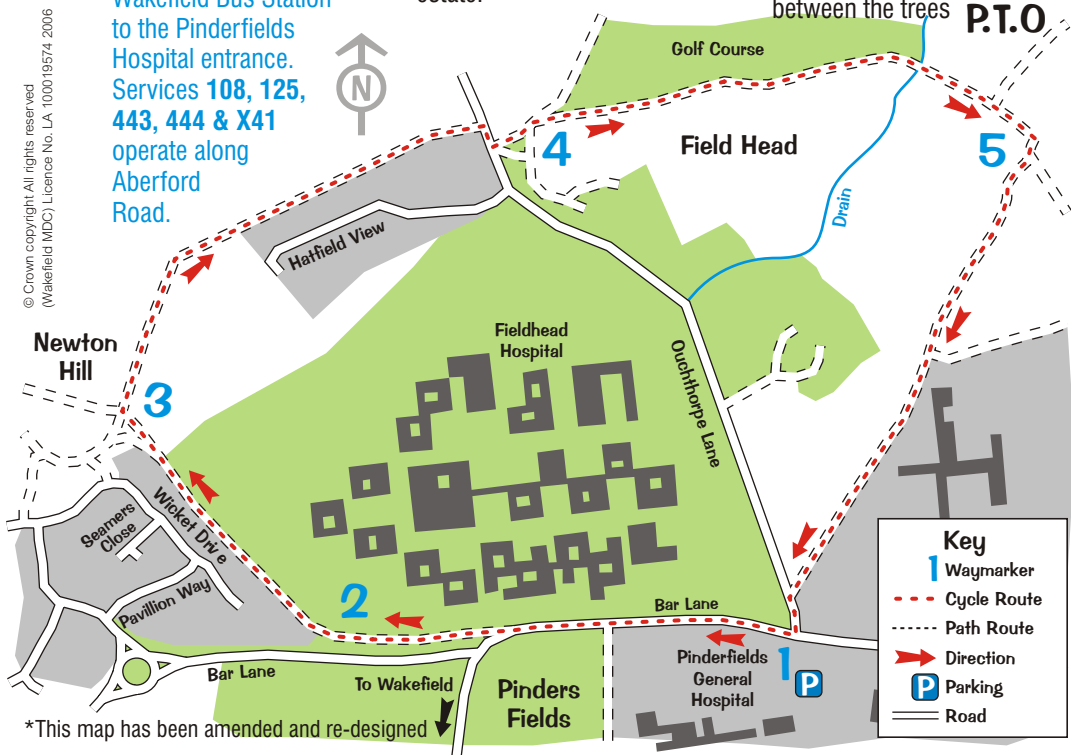 © Crown copyright All rights reserved
(Wakefield MDC) Licence No. LA 100019574 2006
Wakefield Bus Station
to the Pinderfields
Hospital entrance.
Services 108, 125,
443, 444 & X41
operate along
Aberford
Road.
estate.
between the trees
P.T.O
N
Golf Course
4
Field Head
5
Drain
Hatfield View
Newton
Hill
3
Fieldhead
Hospital
Ouchthorpe Lane
Seamers
Close
Wicket Drive
Pavillion Way
2
Bar Lane
Bar Lane
1
P
Pinderfields
General
Hospital
To Wakefield
Pinders
Fields
*This map has been amended and re-designed
Key
1 Waymarker
Cycle Route
Path Route
Direction
P Parking
Road